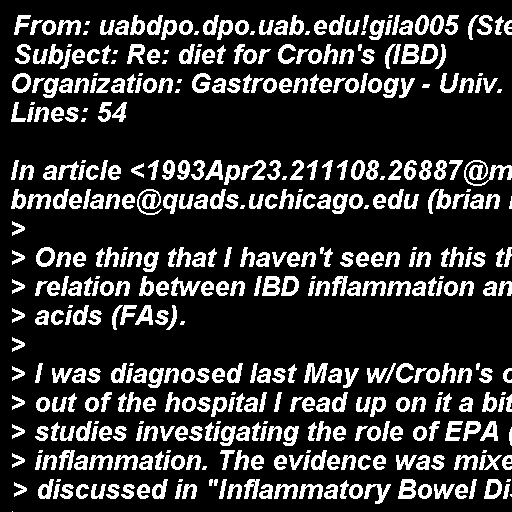 From: uabdpo.dpo.uab.edu!gila005 (Ste
Subject: Re: diet for Crohn's (IBD)
Organization: Gastroenterology - Univ.
Lines: 54

In article <1993Apr23.211108.26887@m
bmdelane@quads.uchicago.edu (brian
>
> One thing that I haven't seen in this th
> relation between IBD inflammation an
> acids (FAs).
>
> I was diagnosed last May w/Crohn's o
> out of the hospital I read up on it a bit
> studies investigating the role of EPA (
> inflammation. The evidence was mixe
> discussed in "Inflammatory Bowel Dis